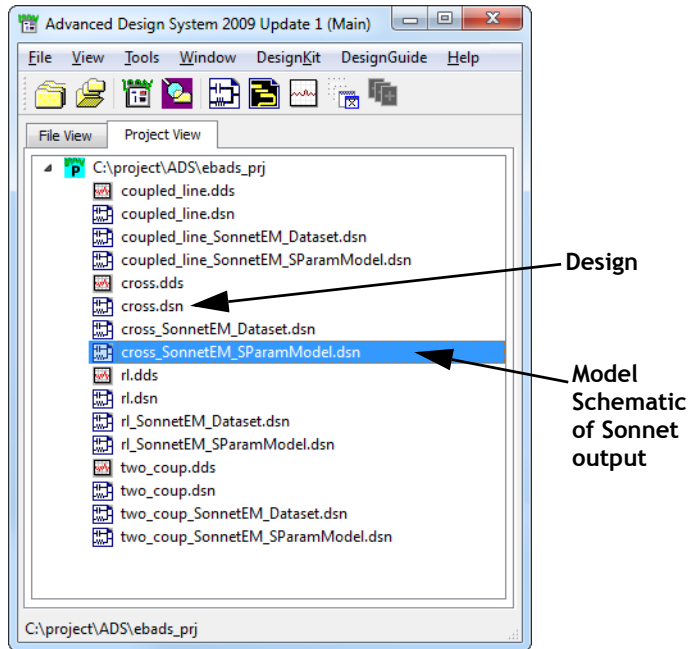 Advanced Design System 2009 Update 1 (Main)
File View Tools Window DesignKit DesignGuide Help
File View Project View
P C:\project\ADS\ebads_prj
coupled_line.dds
coupled_line.dsn
coupled_line_SonnetEM_Dataset.dsn
coupled_line_SonnetEM_SParamModel.dsn
Design
cross.dds
cross.dsn
cross_SonnetEM_Dataset.dsn
cross_SonnetEM_SParamModel.dsn
Model
Schematic
of Sonnet
output
rl.dds
rl.dsn
rl_SonnetEM_Dataset.dsn
rl_SonnetEM_SParamModel.dsn
two_coup.dds
two_coup.dsn
two_coup_SonnetEM_Dataset.dsn
two_coup_SonnetEM_SParamModel.dsn
C:\project\ADS\ebads_prj